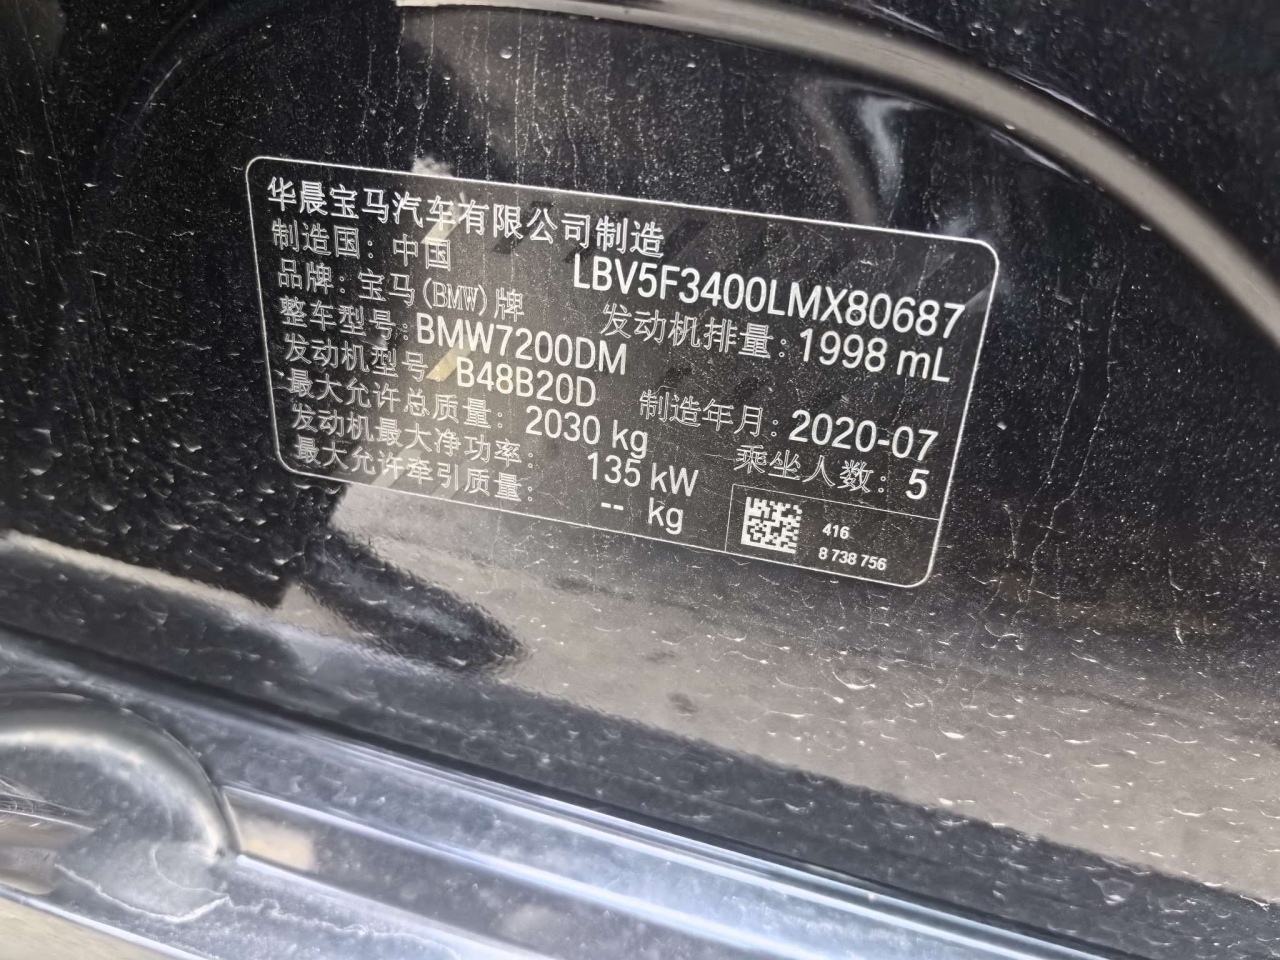 华晨宝马汽车有限公司制造
制造国：中国
LBV5F3400LMX80687
品牌：宝马(BMW)牌
发动机排量：1998 mL
整车型号：BMW7200DM
发动机型号 B48B20D
制造年月：2020-07
最大允许总质量：2030 kg
乘坐人数：5
发动机最大净功率：135 kW
最大允许牵引质量：-- kg
416
8 738 756